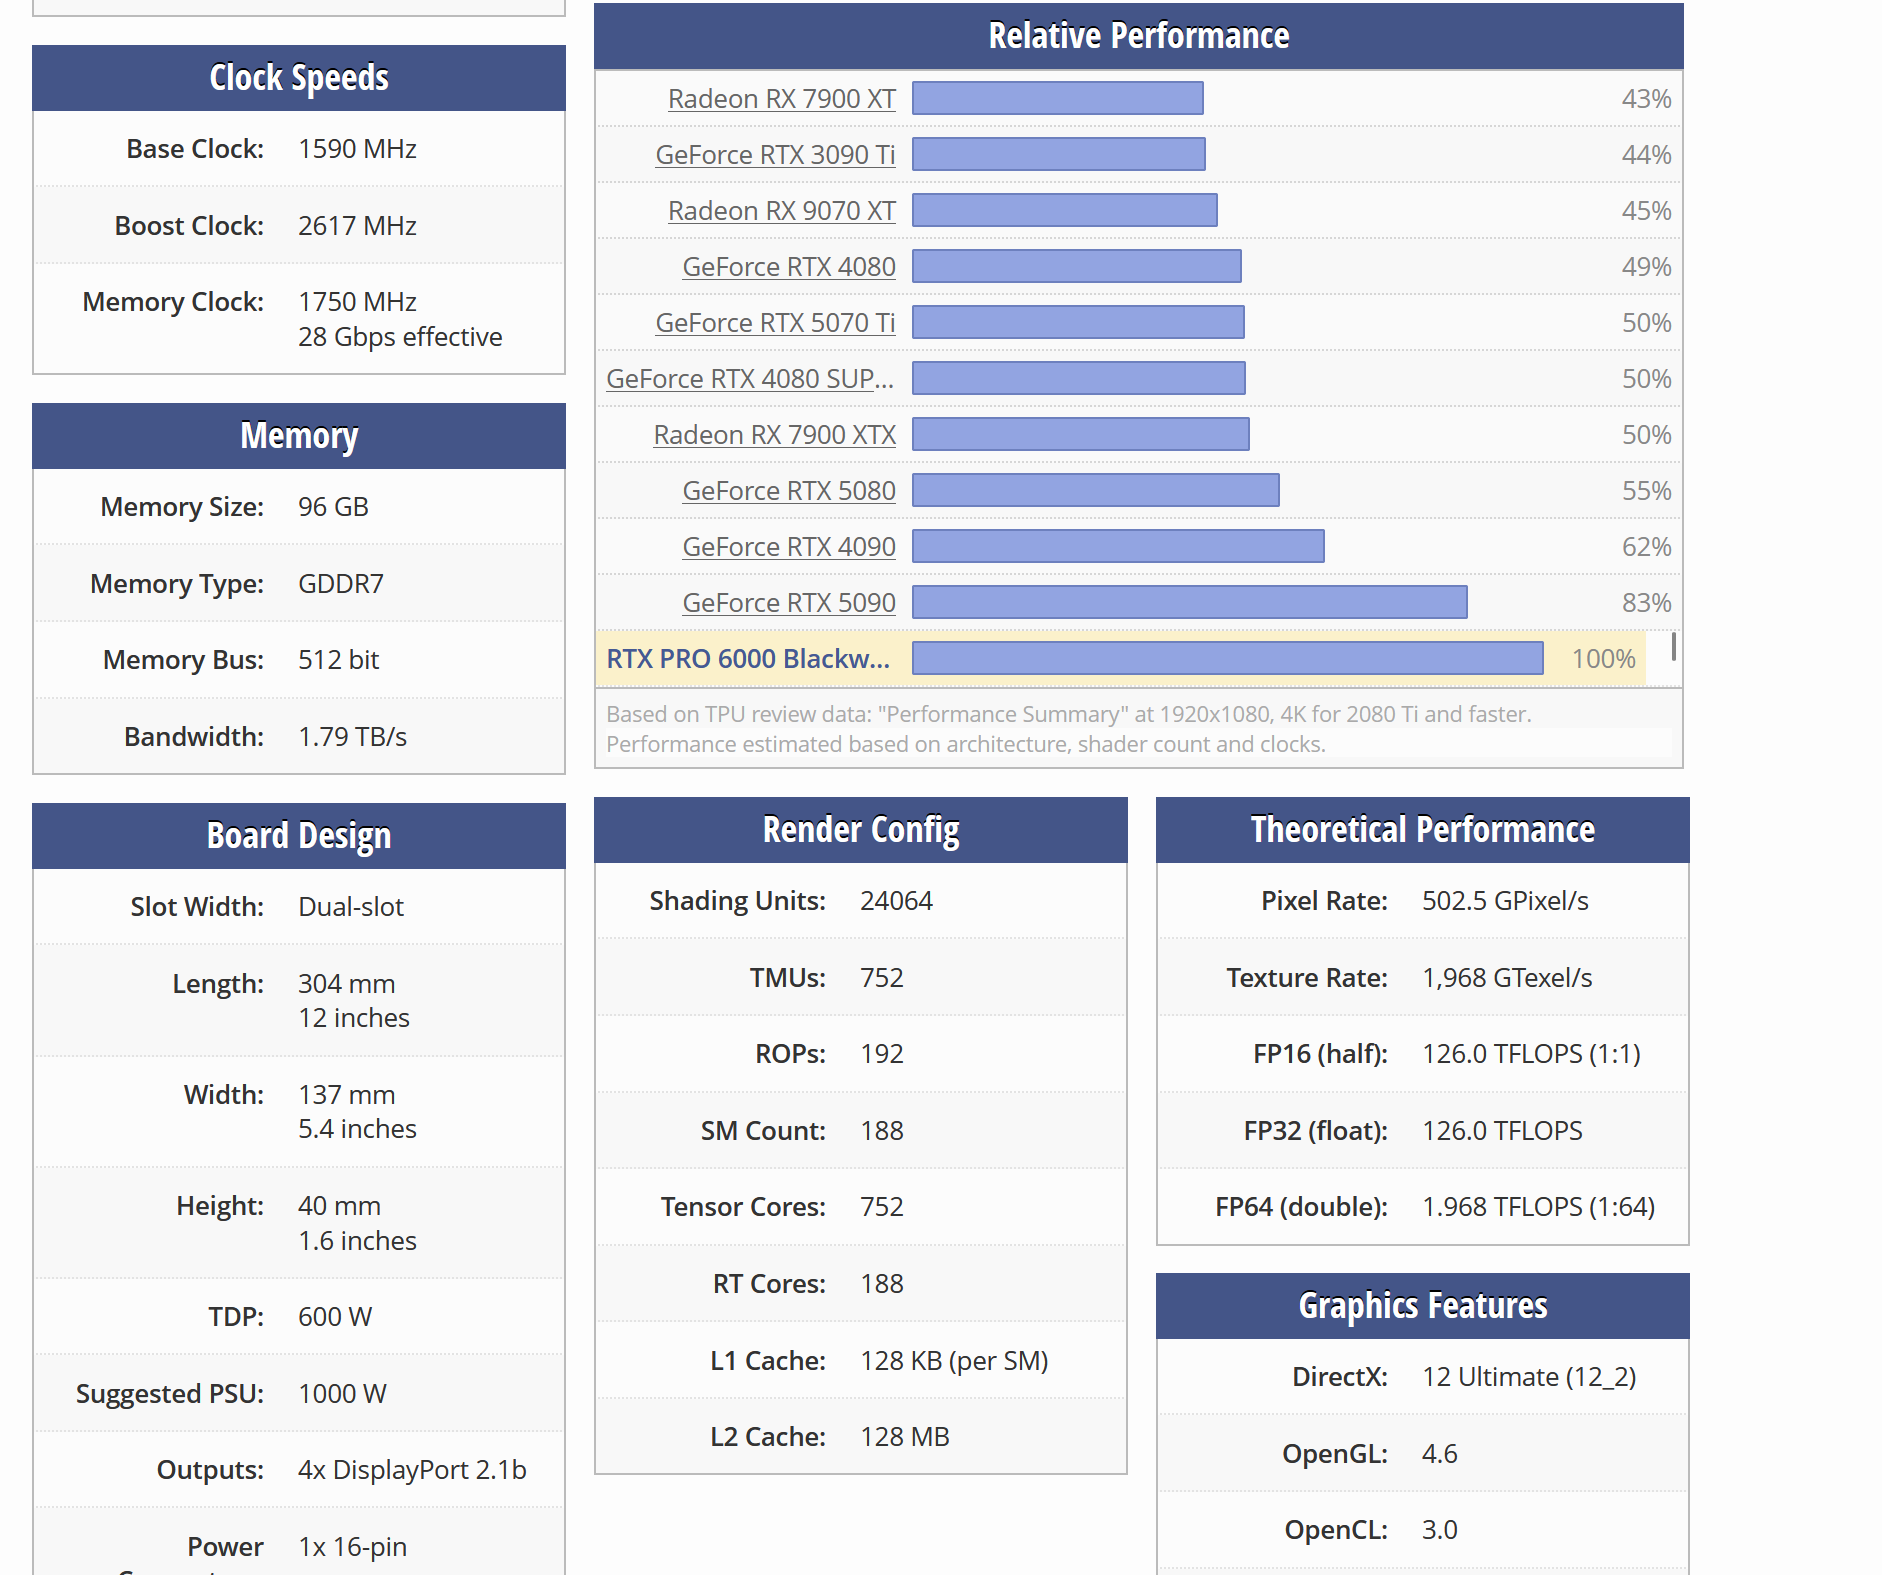 Clock Speeds
Base Clock: 1590 MHz
Boost Clock: 2617 MHz
Memory Clock: 1750 MHz
28 Gbps effective
Memory
Memory Size: 96 GB
Memory Type: GDDR7
Memory Bus: 512 bit
Bandwidth: 1.79 TB/s
Board Design
Slot Width: Dual-slot
Length: 304 mm
12 inches
Width: 137 mm
5.4 inches
Height: 40 mm
1.6 inches
TDP: 600 W
Suggested PSU: 1000 W
Outputs: 4x DisplayPort 2.1b
Power 1x 16-pin
Relative Performance
Radeon RX 7900 XT 43%
GeForce RTX 3090 Ti 44%
Radeon RX 9070 XT 45%
GeForce RTX 4080 49%
GeForce RTX 5070 Ti 50%
GeForce RTX 4080 SUP... 50%
Radeon RX 7900 XTX 50%
GeForce RTX 5080 55%
GeForce RTX 4090 62%
GeForce RTX 5090 83%
RTX PRO 6000 Blackw... 100%
Based on TPU review data: "Performance Summary" at 1920x1080, 4K for 2080 Ti and faster.
Performance estimated based on architecture, shader count and clocks.
Render Config
Shading Units: 24064
TMUs: 752
ROPs: 192
SM Count: 188
Tensor Cores: 752
RT Cores: 188
L1 Cache: 128 KB (per SM)
L2 Cache: 128 MB
Theoretical Performance
Pixel Rate: 502.5 GPixel/s
Texture Rate: 1,968 GTexel/s
FP16 (half): 126.0 TFLOPS (1:1)
FP32 (float): 126.0 TFLOPS
FP64 (double): 1.968 TFLOPS (1:64)
Graphics Features
DirectX: 12 Ultimate (12_2)
OpenGL: 4.6
OpenCL: 3.0